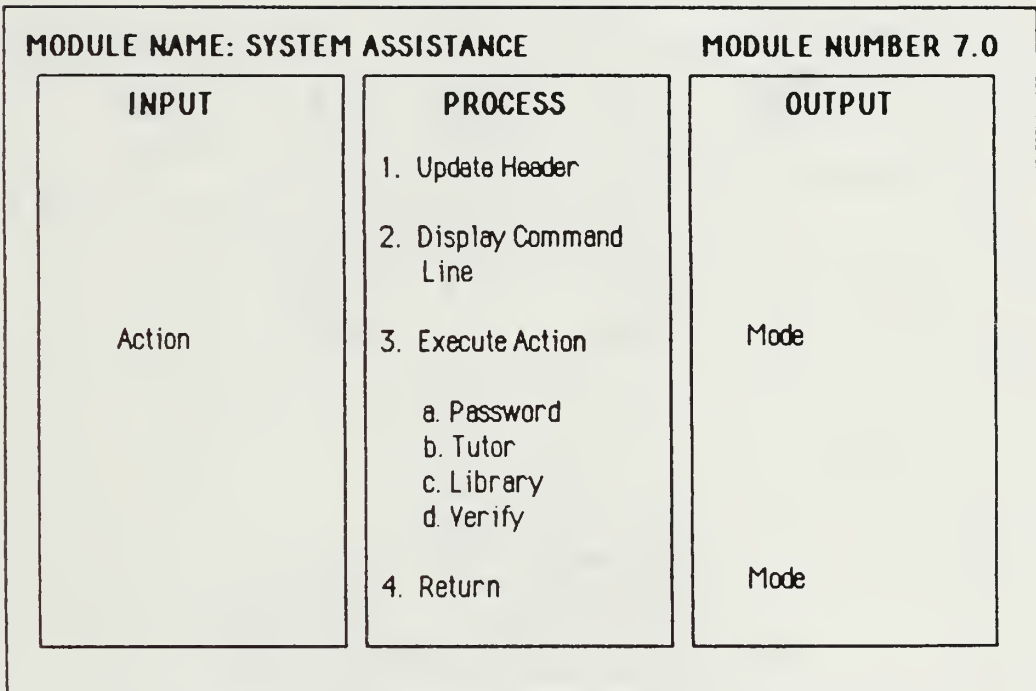 MODULE NAME: SYSTEM ASSISTANCE MODULE NUMBER 7.0
INPUT PROCESS OUTPUT
1. Update Header
2. Display Command
Line
Action 3. Execute Action Mode
a. Password
b. Tutor
c. Library
d. Verify
4. Return Mode